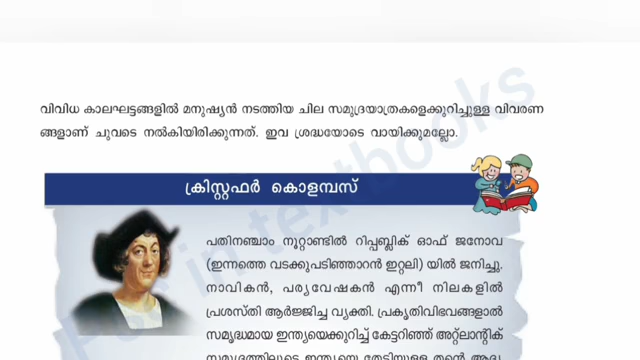 വിവിധ കാലഘട്ടങ്ങളിൽ മനുഷ്യൻ നടത്തിയ ചില സമുദ്രയാത്രകളെക്കുറിച്ചുള്ള വിവരണ
ങ്ങളാണ് ചുവടെ നൽകിയിരിക്കുന്നത്. ഇവ ശ്രദ്ധയോടെ വായിക്കുമല്ലോ.
ക്രിസ്റ്റഫർ കൊളമ്പസ്
പതിനഞ്ചാം നൂറ്റാണ്ടിൽ റിപ്പബ്ലിക് ഓഫ് ജനോവ
(ഇന്നത്തെ വടക്കുപടിഞ്ഞാറൻ ഇറ്റലി) യിൽ ജനിച്ചു.
നാവികൻ, പര്യവേഷകൻ എന്നീ നിലകളിൽ
പ്രശസ്തി ആർജ്ജിച്ച വ്യക്തി. പ്രകൃതിവിഭവങ്ങളാൽ
സമൃദ്ധമായ ഇന്ത്യയെക്കുറിച്ച് കേട്ടറിഞ്ഞ് അറ്റ്ലാന്റിക്